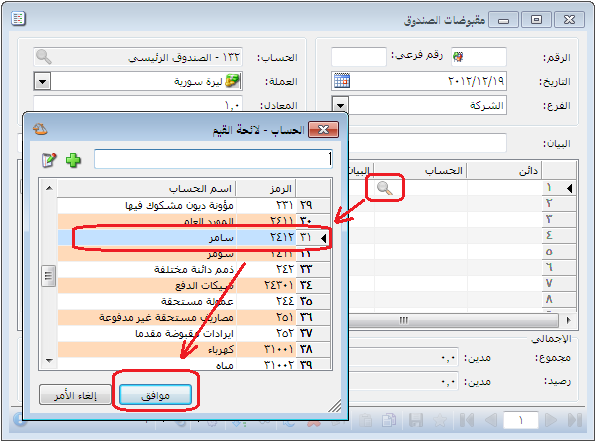 مقبوضات الصندوق
الرقم:
رقم فرعي:
الحساب:
١٣٢ - الصندوق الرئيسي
التاريخ:
٢٠١٢/١٢/١٩
العملة:
ليرة سورية
الفرع:
الشركة
المعادل:
١,٠
البيان:
دائن
الحساب
البيان
١
٢
٣
٤
٥
٦
٧
٨
الحساب - لائحة القيم
الرمز
اسم الحساب
٢٩ ٢٣١ مؤونة ديون مشكوك فيها
٣٠ ٢٤١١ المورد العام
٣١ ٢٤١٢ سامر
سومر
٣٣ ٢٤٢ ذمم دائنة مختلفة
٣٤ ٢٤٣٠١ شيكات الدفع
٣٥ ٢٤٤ عمولة مستحقة
٣٦ ٢٥١ مصاريف مستحقة غير مدفوعة
٣٧ ٢٥٢ ايرادات مقبوضة مقدما
٣٨ ٣١٠٠١ كهرباء
٣٩ ٣١٠٠٢ مياه
موافق
إلغاء الأمر
الإجمالي
مجموع:
مدين:
٠,٠
رصيد:
مدين:
٠,٠
١